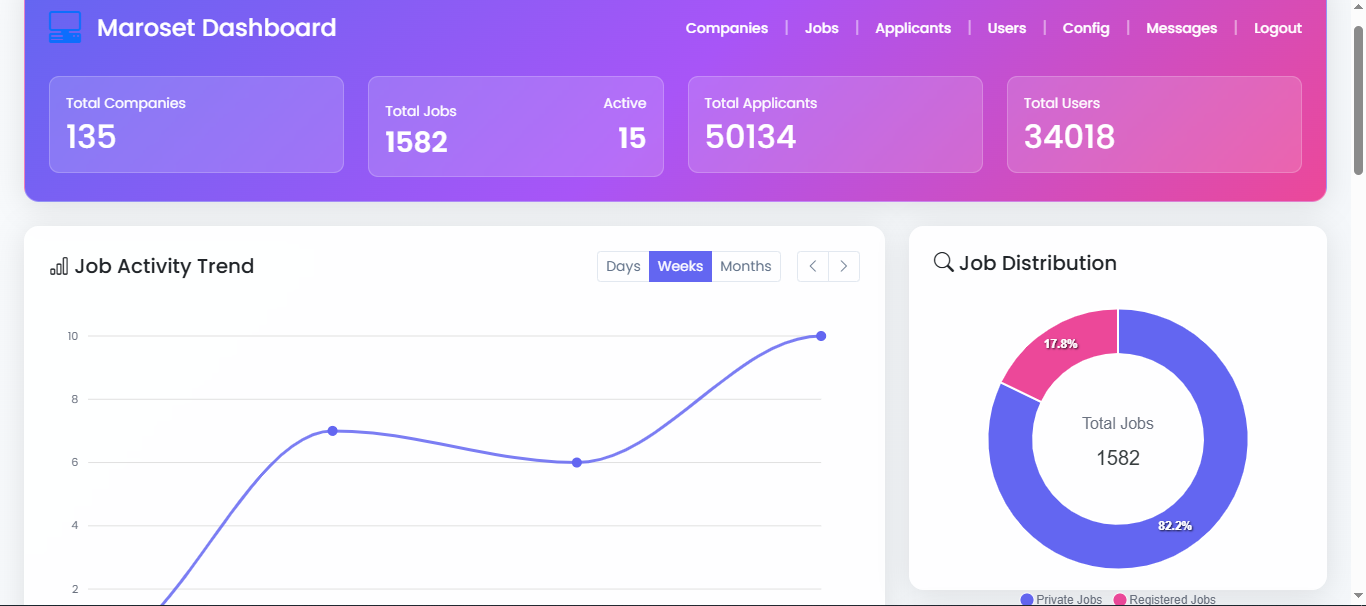 Maroset Dashboard
Companies | Jobs | Applicants | Users | Config | Messages | Logout
Total Companies
135
Total Jobs
1582
Active
15
Total Applicants
50134
Total Users
34018
Job Activity Trend
Days Weeks Months
10
8
6
4
2
Job Distribution
17.8%
Total Jobs
1582
82.2%
Private Jobs Registered Jobs